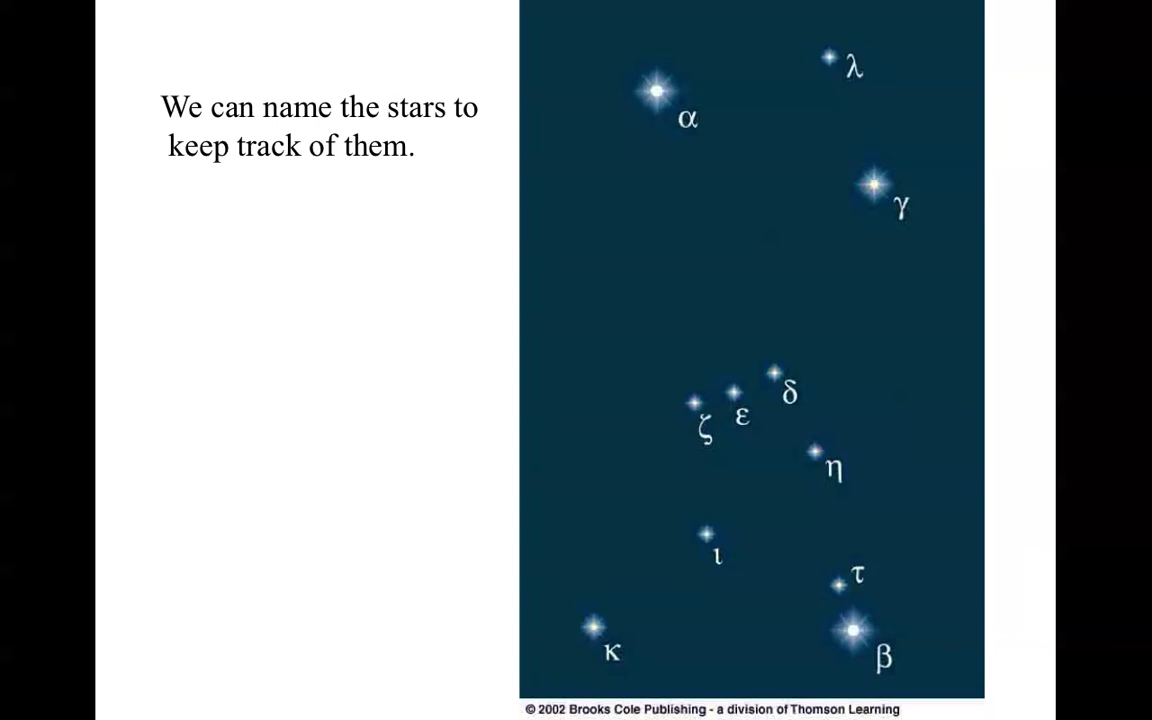 We can name the stars to
keep track of them.
λ
α
γ
δ
ε
ζ
η
ι
τ
κ
β
© 2002 Brooks Cole Publishing - a division of Thomson Learning